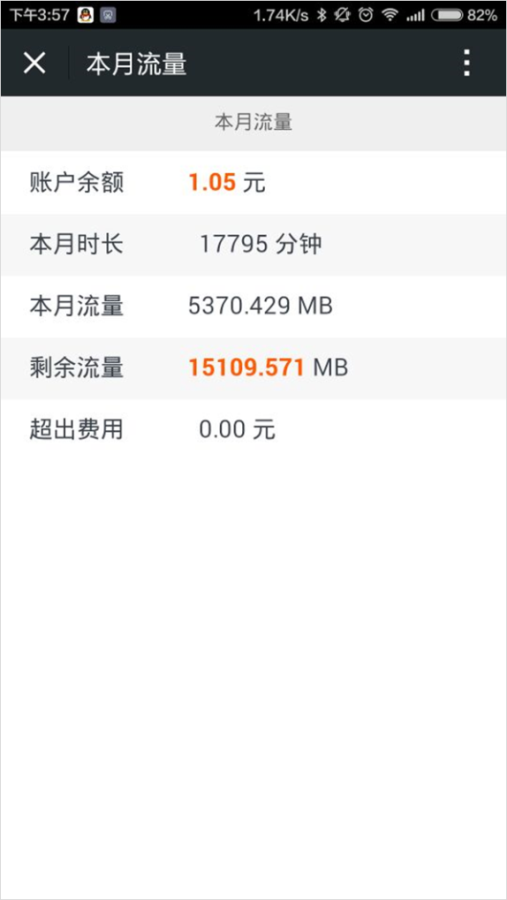 下午3:57 1.74K/s 82%
本月流量
本月流量
账户余额 1.05 元
本月时长 17795 分钟
本月流量 5370.429 MB
剩余流量 15109.571 MB
超出费用 0.00 元